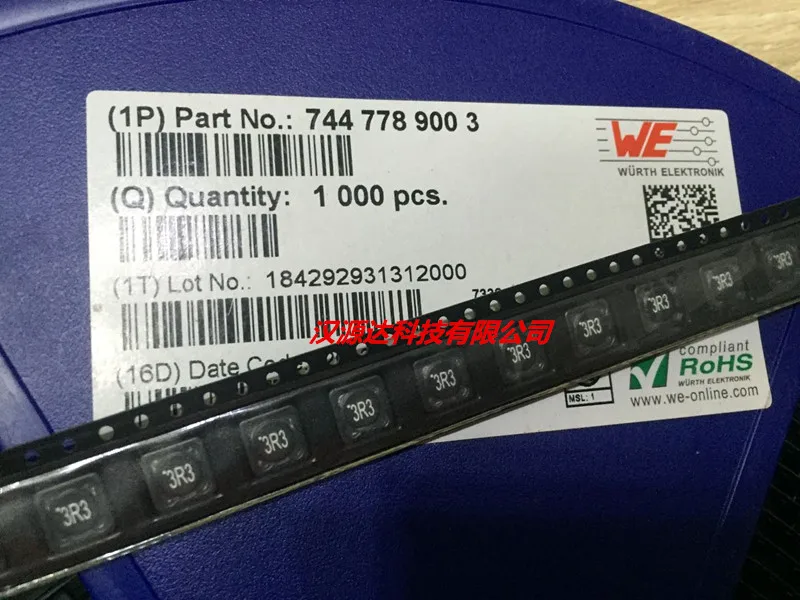 (1P) Part No.: 744 778 900 3
WE
WÜRTH ELEKTRONIK
(Q) Quantity: 1 000 pcs.
(1T) Lot No.: 184292931312000
汉源达科技有限公司
(16D) Date
MSL: 1
compliant
RoHS
WÜRTH ELEKTRONIK
www.we-online.com
3R3
3R3
3R3
3R3
3R3
3R3
3R3
3R3
3R3
3R3